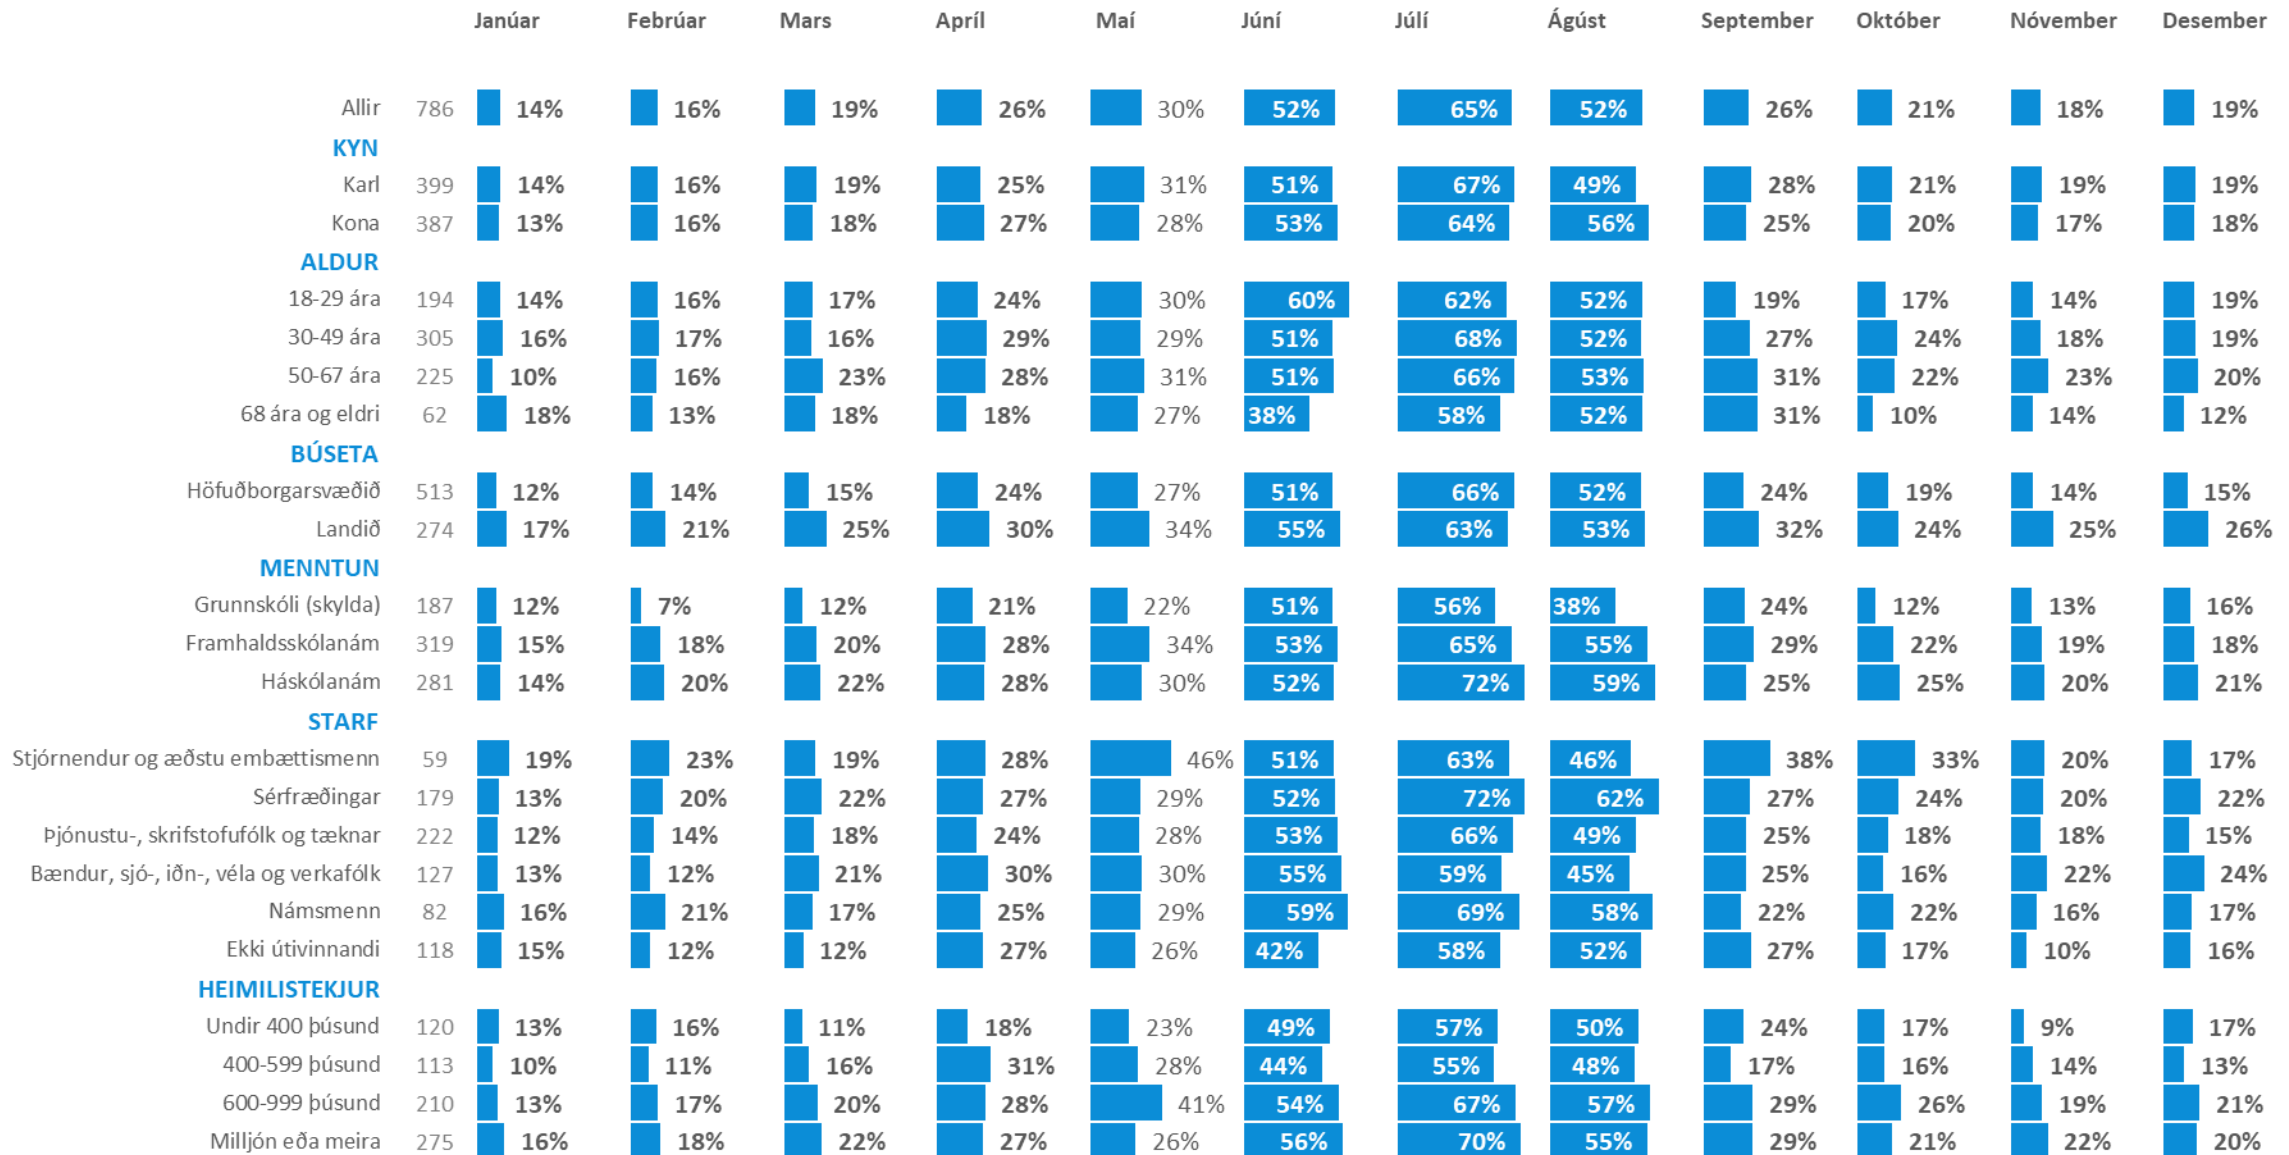 Janúar Febrúar Mars Apríl Maí Júní Júlí Ágúst September Október Nóvember Desember
Allir 786 14% 16% 19% 26% 30% 52% 65% 52% 26% 21% 18% 19%
KYN
Karl 399 14% 16% 19% 25% 31% 51% 67% 49% 28% 21% 19% 19%
Kona 387 13% 16% 18% 27% 28% 53% 64% 56% 25% 20% 17% 18%
ALDUR
18-29 ára 194 14% 16% 17% 24% 30% 60% 62% 52% 19% 17% 14% 19%
30-49 ára 305 16% 17% 16% 29% 29% 51% 68% 52% 27% 24% 18% 19%
50-67 ára 225 10% 16% 23% 28% 31% 51% 66% 53% 31% 22% 23% 20%
68 ára og eldri 62 18% 13% 18% 18% 27% 38% 58% 52% 31% 10% 14% 12%
BÚSETA
Höfuðborgarsvæðið 513 12% 14% 15% 24% 27% 51% 66% 52% 24% 19% 14% 15%
Landið 274 17% 21% 25% 30% 34% 55% 63% 53% 32% 24% 25% 26%
MENNTUN
Grunnskóli (skylda) 187 12% 7% 12% 21% 22% 51% 56% 38% 24% 12% 13% 16%
Framhaldsskólanám 319 15% 18% 20% 28% 34% 53% 65% 55% 29% 22% 19% 18%
Háskólanám 281 14% 20% 22% 28% 30% 52% 72% 59% 25% 25% 20% 21%
STARF
Stjórnendur og æðstu embættismenn 59 19% 23% 19% 28% 46% 51% 63% 46% 38% 33% 20% 17%
Sérfræðingar 179 13% 20% 22% 27% 29% 52% 72% 62% 27% 24% 20% 22%
Þjónustu-, skrifstofufólk og tæknar 222 12% 14% 18% 24% 28% 53% 66% 49% 25% 18% 18% 15%
Bændur, sjó-, iðn-, véla og verkafólk 127 13% 12% 21% 30% 30% 55% 59% 45% 25% 16% 22% 24%
Námsmenn 82 16% 21% 17% 25% 29% 59% 69% 58% 22% 22% 16% 17%
Ekki útivinnandi 118 15% 12% 12% 27% 26% 42% 58% 52% 27% 17% 10% 16%
HEIMILISTEKJUR
Undir 400 þúsund 120 13% 16% 11% 18% 23% 49% 57% 50% 24% 17% 9% 17%
400-599 þúsund 113 10% 11% 16% 31% 28% 44% 55% 48% 17% 16% 14% 13%
600-999 þúsund 210 13% 17% 20% 28% 41% 54% 67% 57% 29% 26% 19% 21%
Milljón eða meira 275 16% 18% 22% 27% 26% 56% 70% 55% 29% 21% 22% 20%